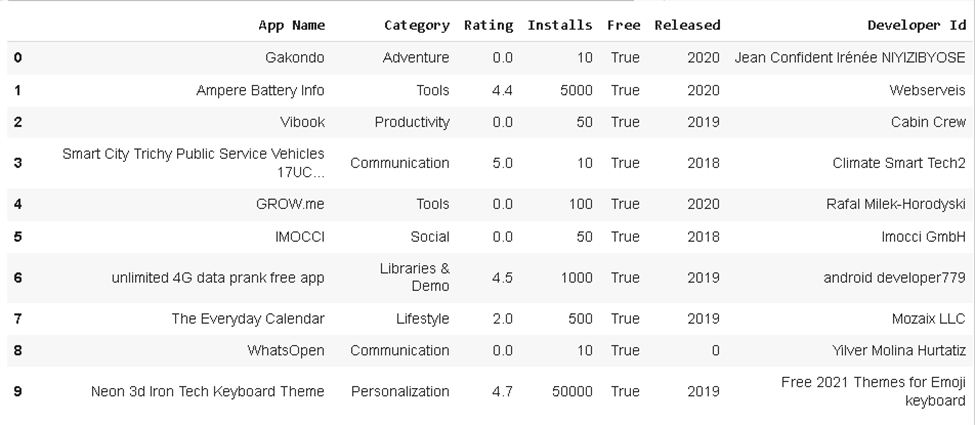 App Name Category Rating Installs Free Released Developer Id
0 Gakondo Adventure 0.0 10 True 2020 Jean Confident Irénée NIYIZIBYOSE
1 Ampere Battery Info Tools 4.4 5000 True 2020 Webserveis
2 Vibook Productivity 0.0 50 True 2019 Cabin Crew
3 Smart City Trichy Public Service Vehicles
17UC... Communication 5.0 10 True 2018 Climate Smart Tech2
4 GROW.me Tools 0.0 100 True 2020 Rafal Milek-Horodyski
5 IMOCCI Social 0.0 50 True 2018 Imocci GmbH
6 unlimited 4G data prank free app Libraries &
Demo 4.5 1000 True 2019 android developer779
7 The Everyday Calendar Lifestyle 2.0 500 True 2019 Mozaix LLC
8 WhatsOpen Communication 0.0 10 True 0 Yilver Molina Hurtatiz
9 Neon 3d Iron Tech Keyboard Theme Personalization 4.7 50000 True 2019 Free 2021 Themes for Emoji
keyboard